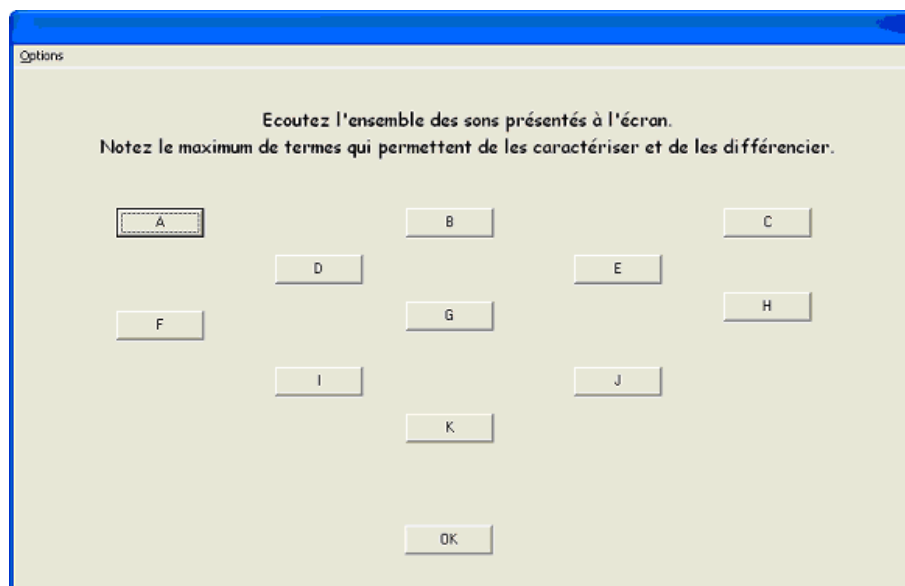 Options
Ecoutez l'ensemble des sons présentés à l'écran.
Notez le maximum de termes qui permettent de les caractériser et de les différencier.
A
B
C
D
E
F
G
H
I
J
K
OK